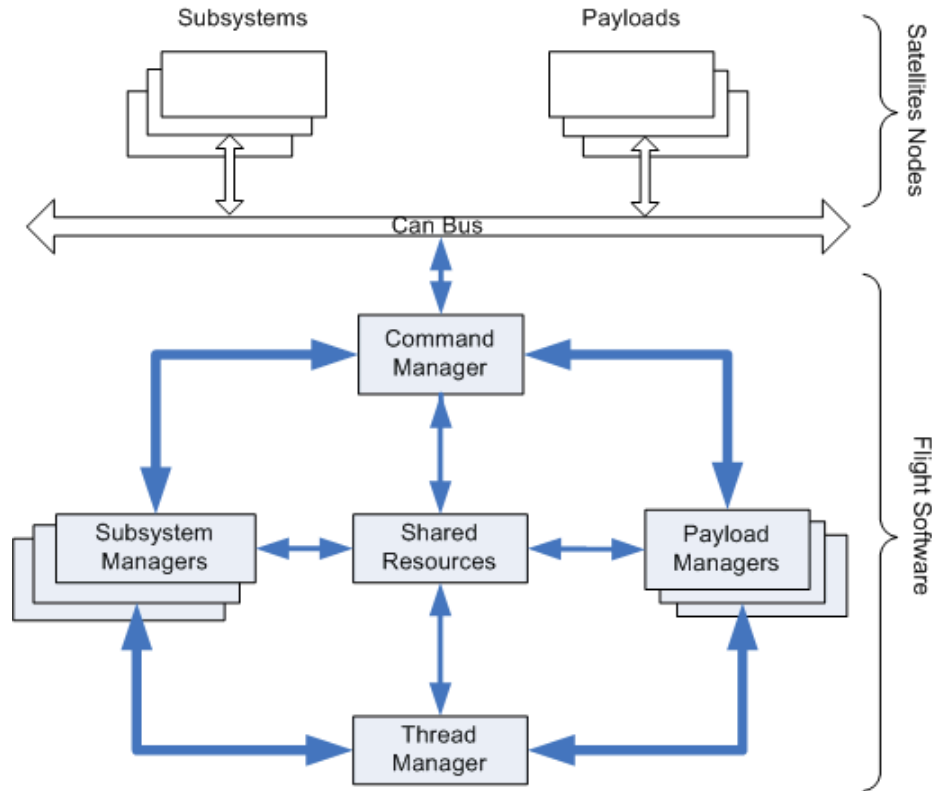 Subsystems
Payloads
Satellites Nodes
Can Bus
Command
Manager
Flight Software
Subsystem
Managers
Shared
Resources
Payload
Managers
Thread
Manager